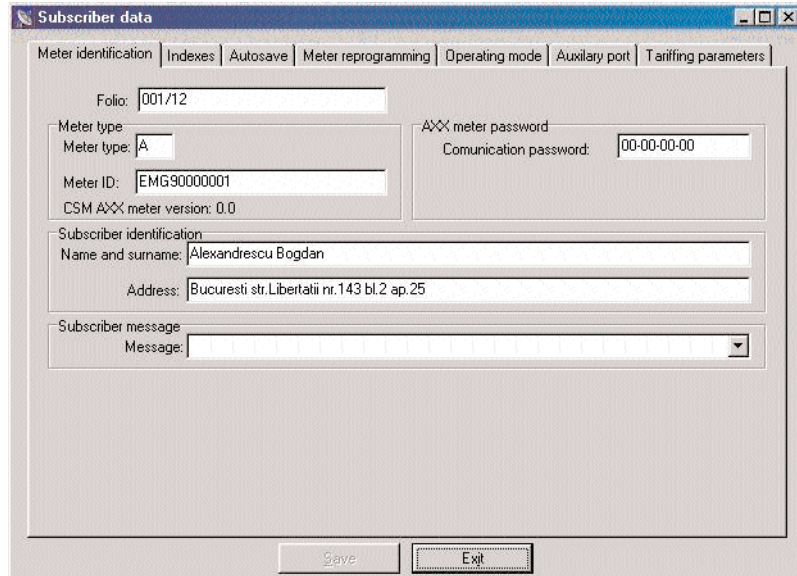 Subscriber data
Meter identification Indexes Autosave Meter reprogramming Operating mode Auxilary port Tariffing parameters
Folio: 001/12
Meter type AXX meter password
Meter type: A Comunication password: 00-00-00-00
Meter ID: EMG90000001
CSM AXX meter version: 0.0
Subscriber identification
Name and surname: Alexandrescu Bogdan
Address: Bucuresti str.Libertatii nr.143 bl.2 ap.25
Subscriber message
Message:
Save Exit